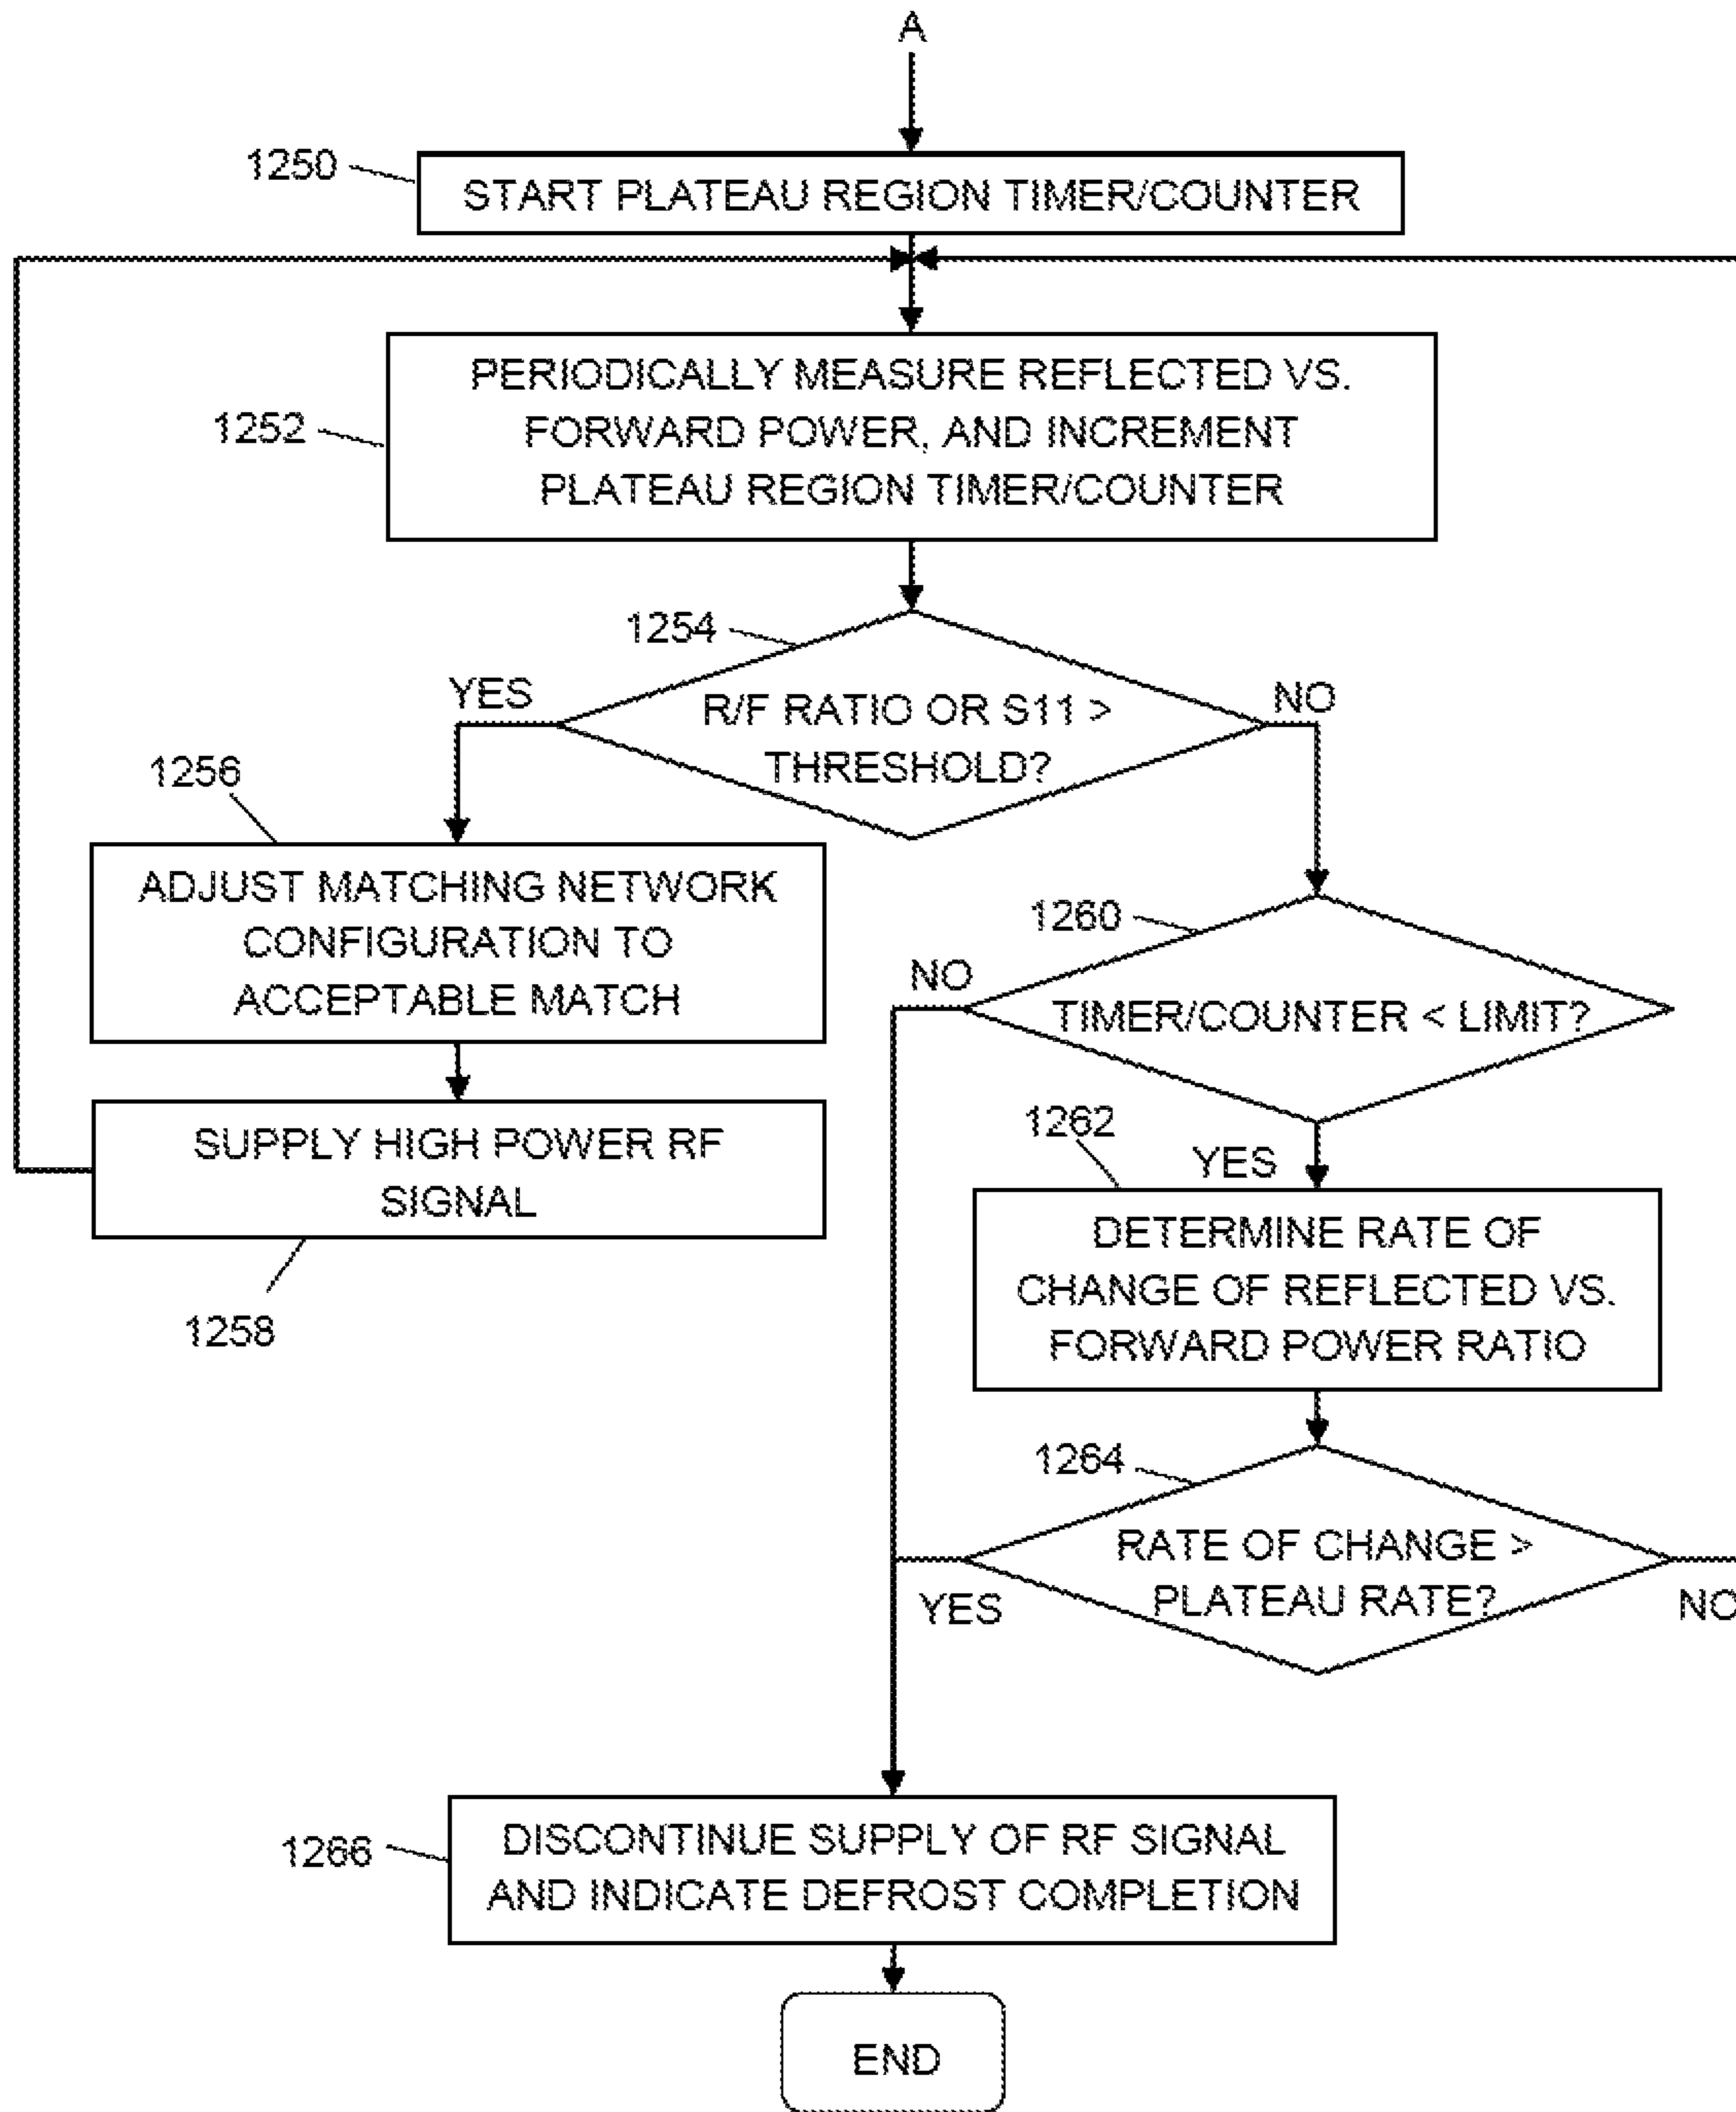 A
1250
START PLATEAU REGION TIMER/COUNTER
1252
PERIODICALLY MEASURE REFLECTED VS.
FORWARD POWER, AND INCREMENT
PLATEAU REGION TIMER/COUNTER
1254
YES
R/F RATIO OR S11 >
THRESHOLD?
NO
1256
ADJUST MATCHING NETWORK
CONFIGURATION TO
ACCEPTABLE MATCH
1258
SUPPLY HIGH POWER RF
SIGNAL
1260
NO
TIMER/COUNTER < LIMIT?
YES
1262
DETERMINE RATE OF
CHANGE OF REFLECTED VS.
FORWARD POWER RATIO
1264
RATE OF CHANGE >
PLATEAU RATE?
YES
NO
1266
DISCONTINUE SUPPLY OF RF SIGNAL
AND INDICATE DEFROST COMPLETION
END